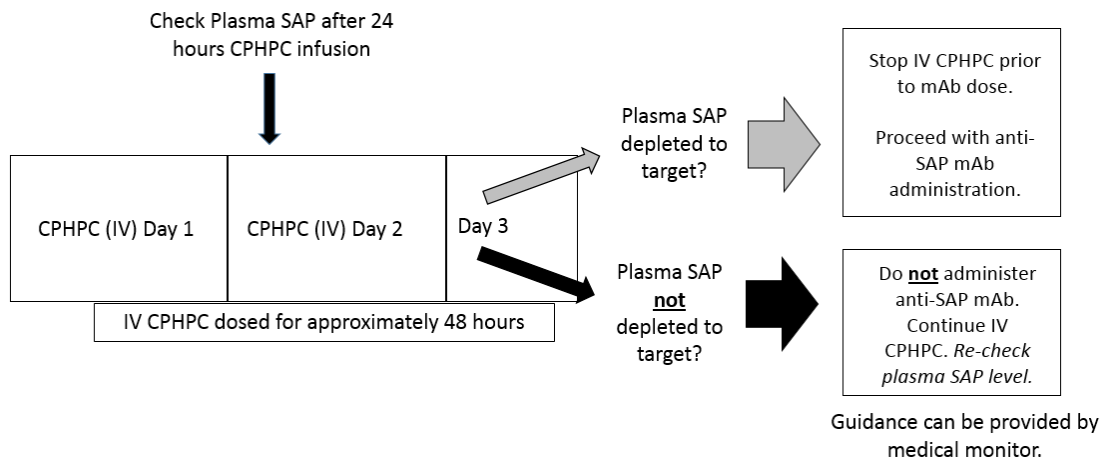 Check Plasma SAP after 24
hours CPHPC infusion
CPHPC (IV) Day 1
CPHPC (IV) Day 2
Day 3
IV CPHPC dosed for approximately 48 hours
Plasma SAP
depleted to
target?
Stop IV CPHPC prior
to mAb dose.
Proceed with anti-
SAP mAb
administration.
Plasma SAP
not
depleted to
target?
Do not administer
anti-SAP mAb.
Continue IV
CPHPC. Re-check
plasma SAP level.
Guidance can be provided by
medical monitor.